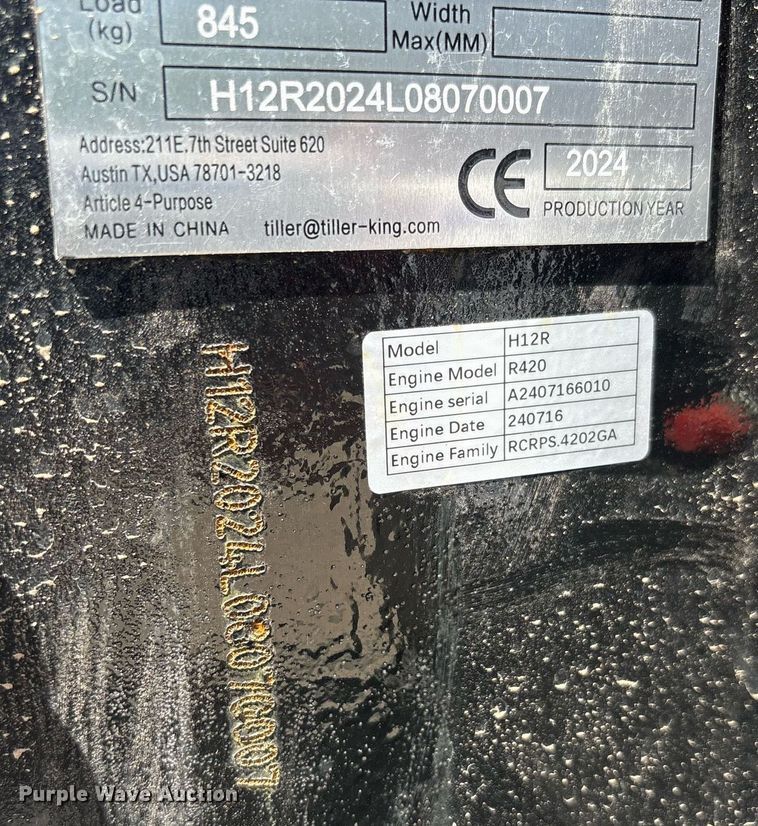 Load
(kg)
845
Width
Max(MM)
S/N
H12R2024L08070007
Address:211E.7th Street Suite 620
Austin TX,USA 78701-3218
Article 4-Purpose
MADE IN CHINA tiller@tiller-king.com
CE
2024
PRODUCTION YEAR
Model H12R
Engine Model R420
Engine serial A2407166010
Engine Date 240716
Engine Family RCRPS.4202GA
H12R2024L08070007
Purple Wave Auction